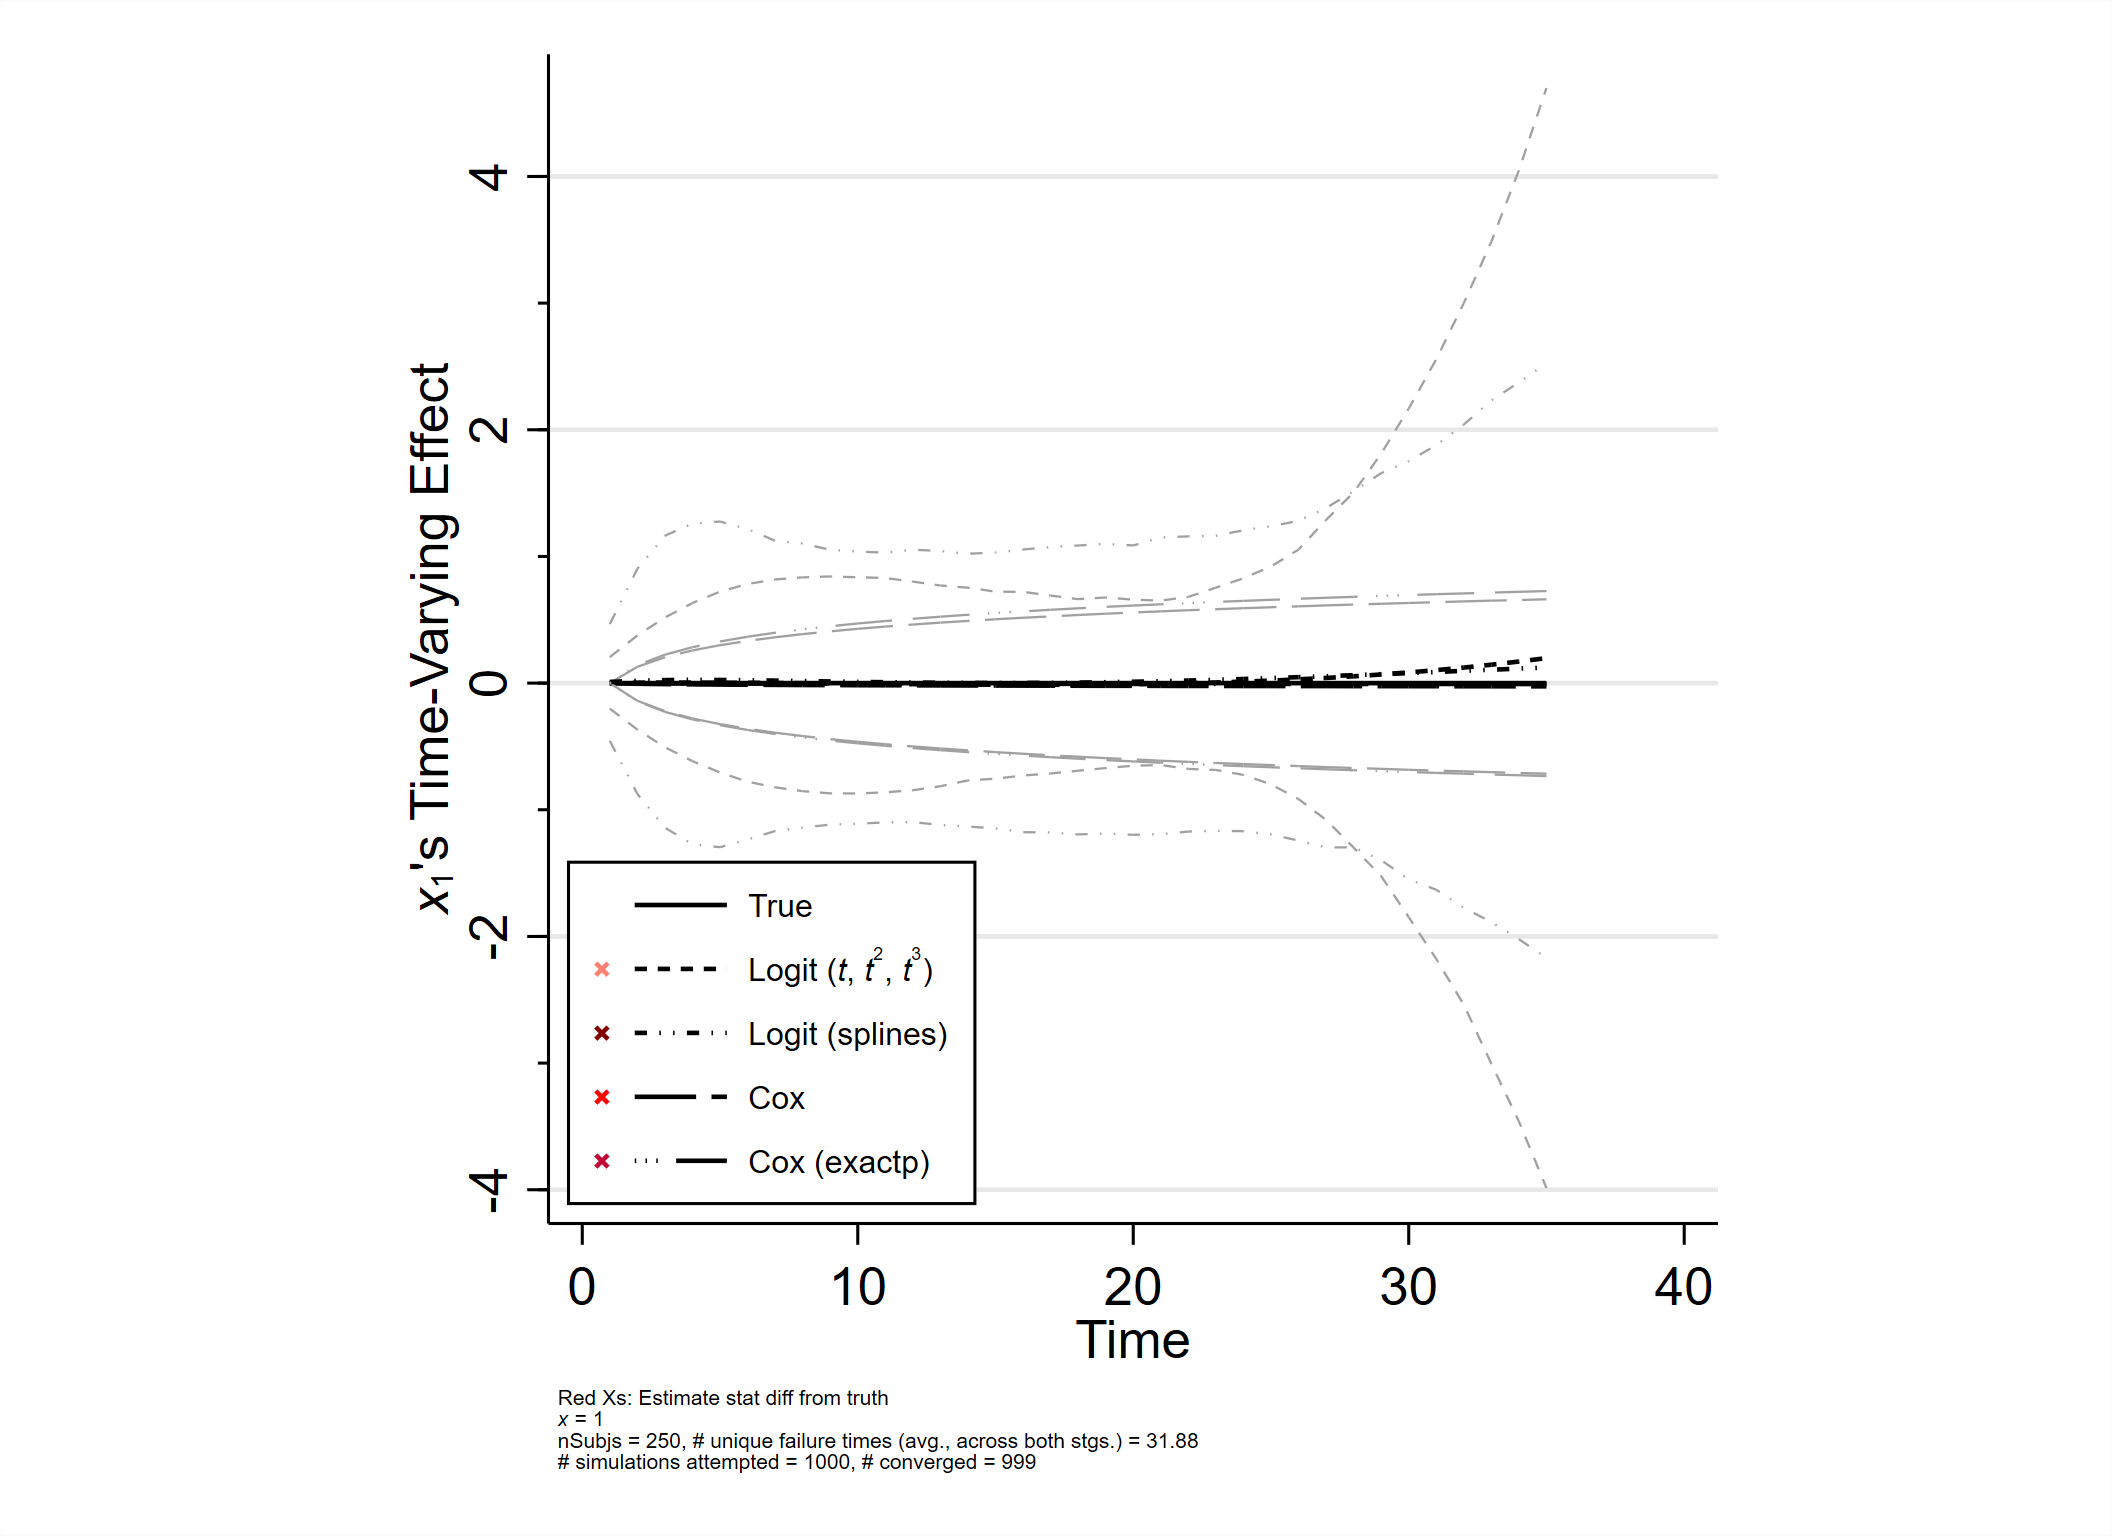 4
2
0
-2
-4
x₁'s Time-Varying Effect
True
Logit (t, t², t³)
Logit (splines)
Cox
Cox (exactp)
0 10 20 30 40
Time
Red Xs: Estimate stat diff from truth
x = 1
nSubjs = 250, # unique failure times (avg., across both stgs.) = 31.88
# simulations attempted = 1000, # converged = 999